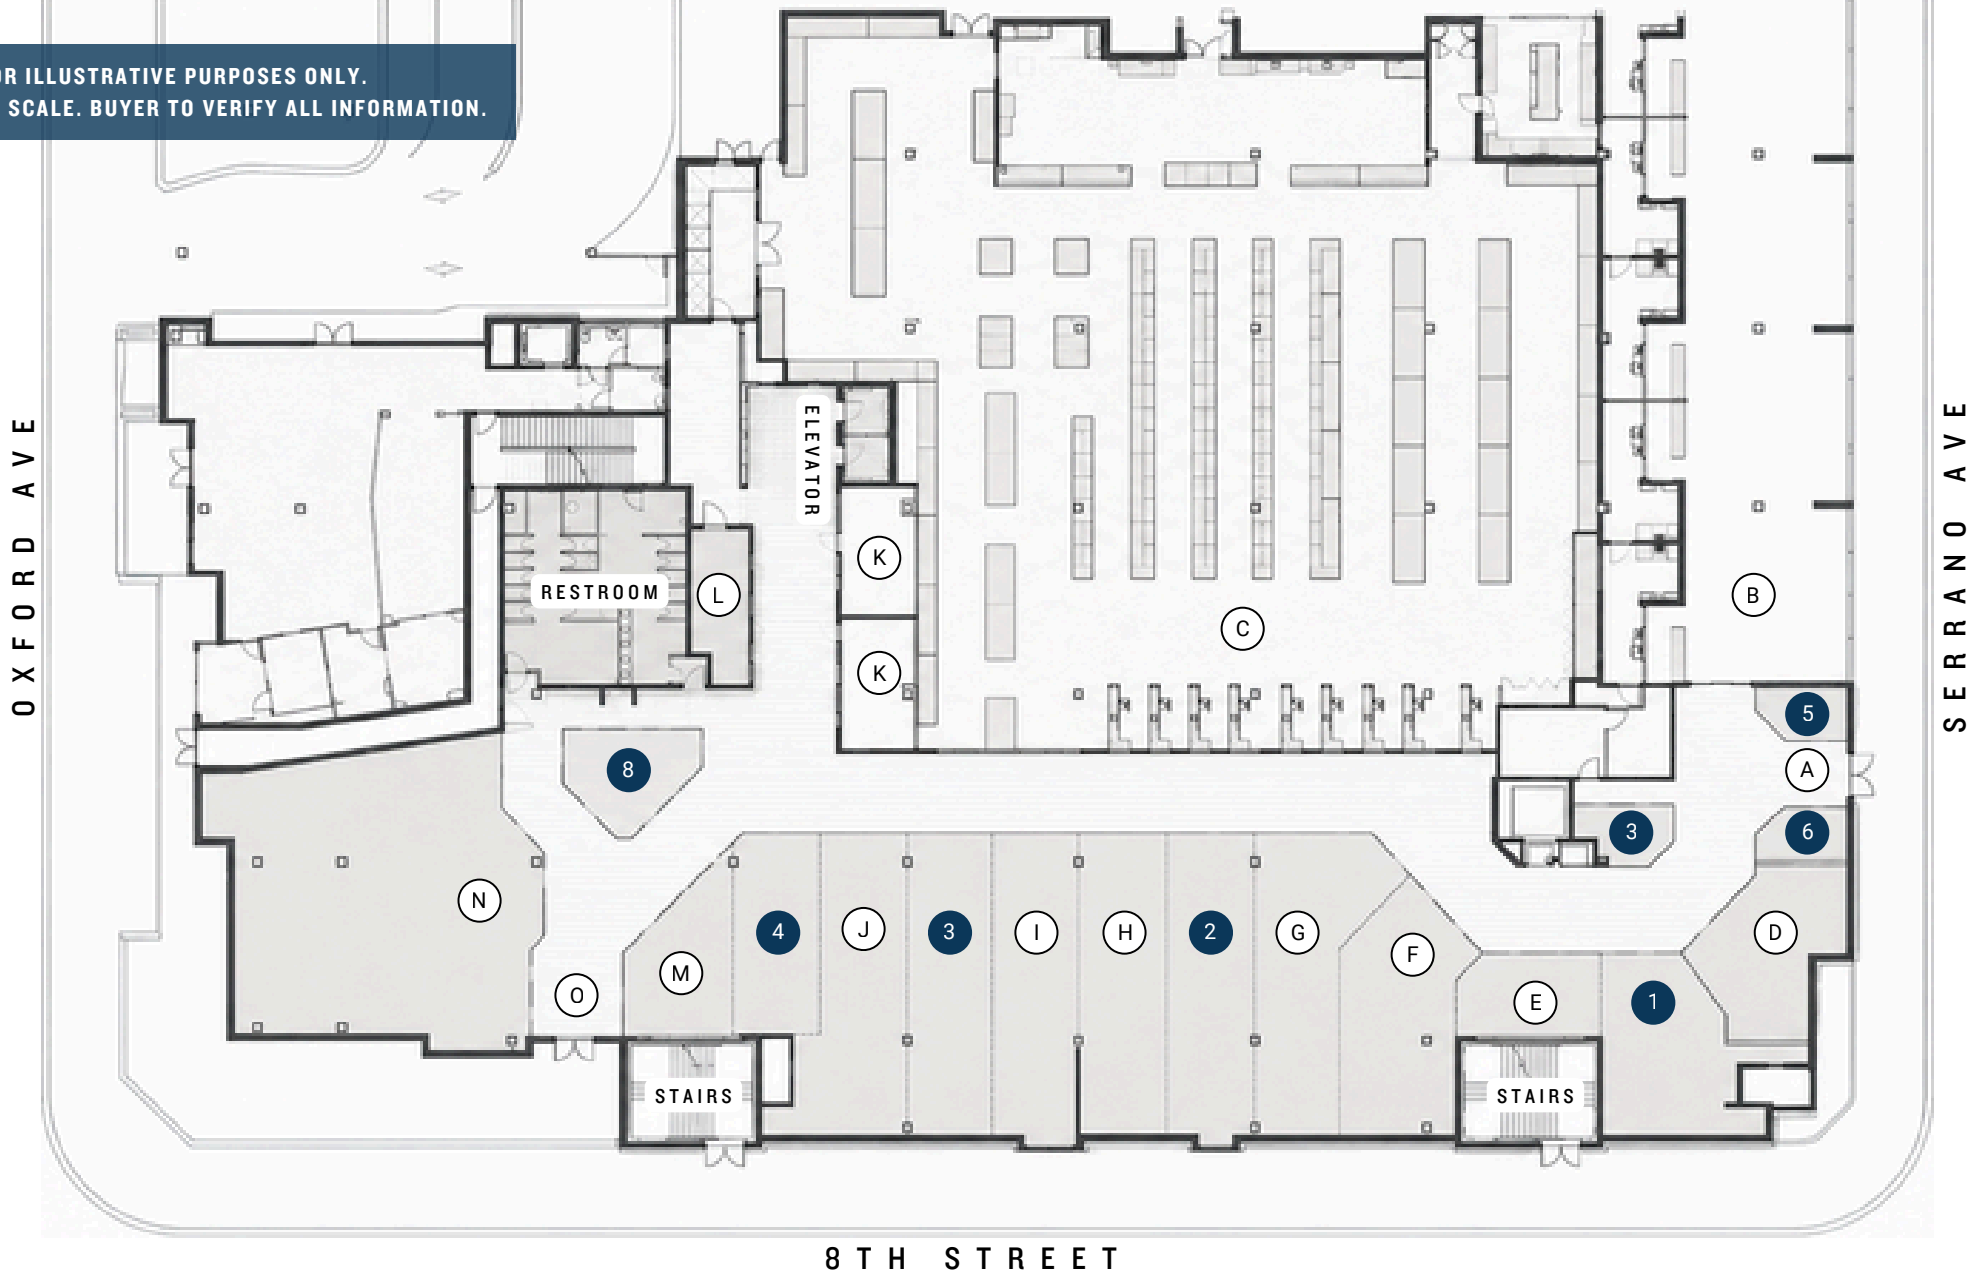 R ILLUSTRATIVE PURPOSES ONLY.
SCALE. BUYER TO VERIFY ALL INFORMATION.
OXFORD AVE
SERRANO AVE
ELEVATOR
RESTROOM
K
L
B
C
K
5
8
A
3
6
N
4
J
3
I
H
2
G
D
F
M
O
E
1
STAIRS
STAIRS
8TH STREET